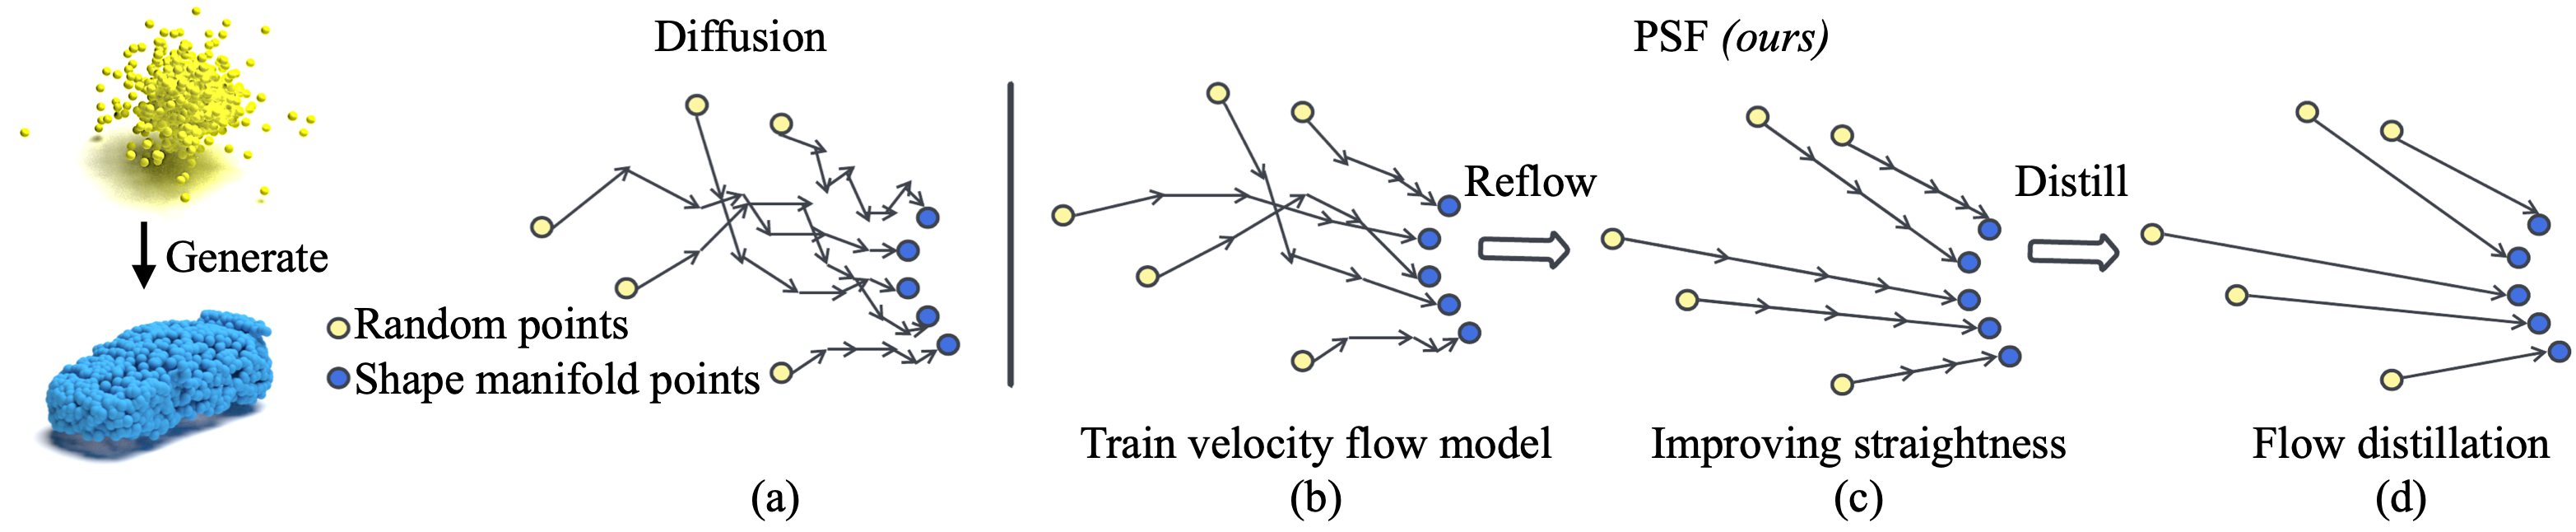 Diffusion
PSF (ours)
Generate
Random points
Shape manifold points
Reflow
Distill
Train velocity flow model
Improving straightness
Flow distillation
(a)
(b)
(c)
(d)